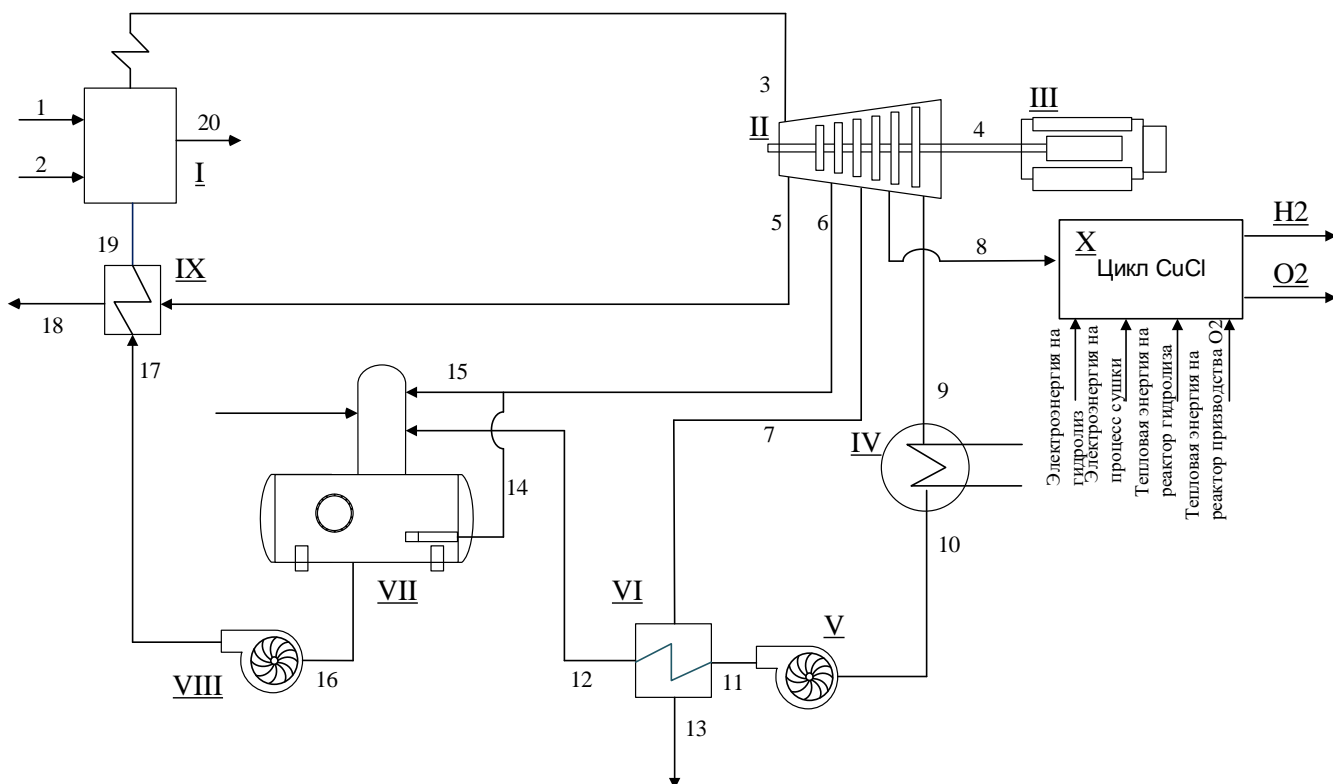 3
III
1
20
II
4
2
I
H2
5
6
8
X
Цикл CuCl
19
IX
O2
18
17
15
9
7
IV
14
10
VII
VI
V
VIII
16
12
11
13
Электроэнергия на
гидролиз
Электроэнергия на
процесс сушки
Тепловая энергия на
реактор гидролиза
Тепловая энергия на
реактор призводства O2